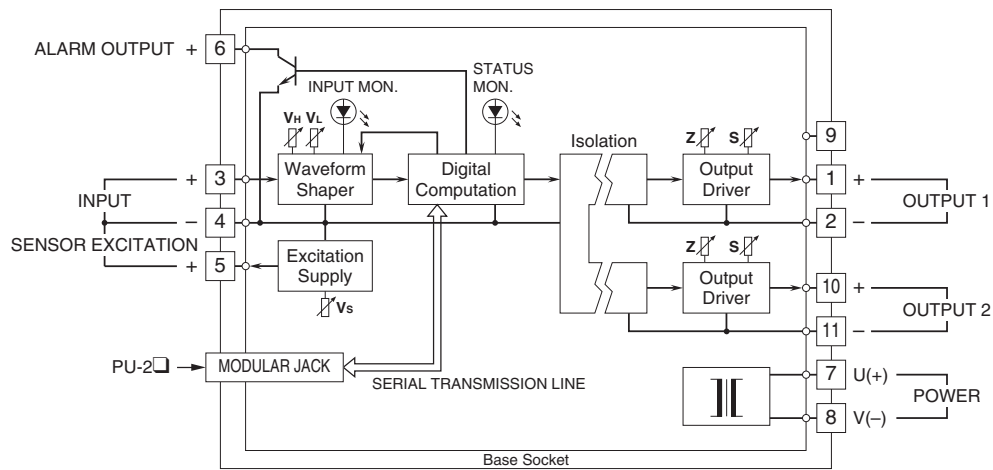 ALARM OUTPUT + 6
STATUS
MON.
INPUT MON.
VH VL
Isolation
Z S
9
INPUT
+ 3
Waveform
Shaper
Digital
Computation
Output
Driver
1 +
OUTPUT 1
− 4
2 −
SENSOR EXCITATION
+ 5
Excitation
Supply
VS
Z S
Output
Driver
10 +
OUTPUT 2
11 −
PU-2❑
MODULAR JACK
SERIAL TRANSMISSION LINE
7 U(+)
POWER
8 V(−)
Base Socket